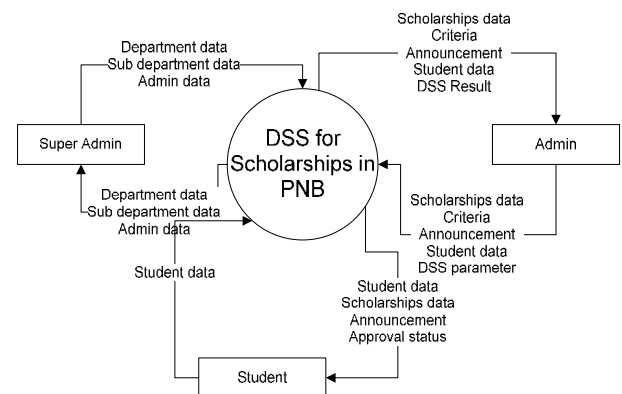 Scholarships data
Criteria
Announcement
Student data
DSS Result
Department data
Sub department data
Admin data
Super Admin
DSS for
Scholarships in
PNB
Admin
Department data
Sub department data
Admin data
Scholarships data
Criteria
Announcement
Student data
DSS parameter
Student data
Student data
Scholarships data
Announcement
Approval status
Student